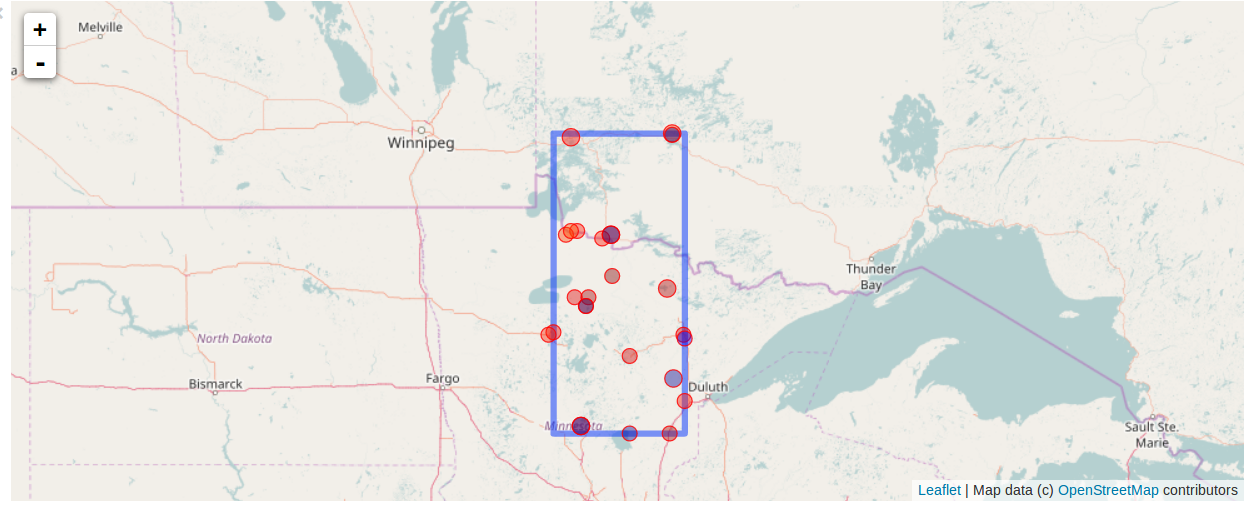 +
-
Melville
a
Winnipeg
Thunder
Bay
North Dakota
Bismarck
Fargo
Duluth
Minnesota
Sault Ste.
Marie
Leaflet | Map data (c) OpenStreetMap contributors